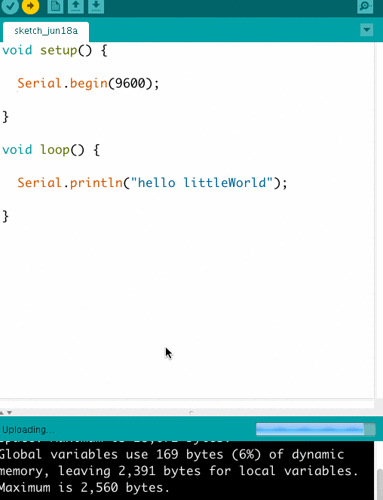 sketch_jun18a
void setup() {
Serial.begin(9600);
}
void loop() {
Serial.println("hello littleWorld");
}
Uploading...
Global variables use 169 bytes (6%) of dynamic
memory, leaving 2,391 bytes for local variables.
Maximum is 2,560 bytes.